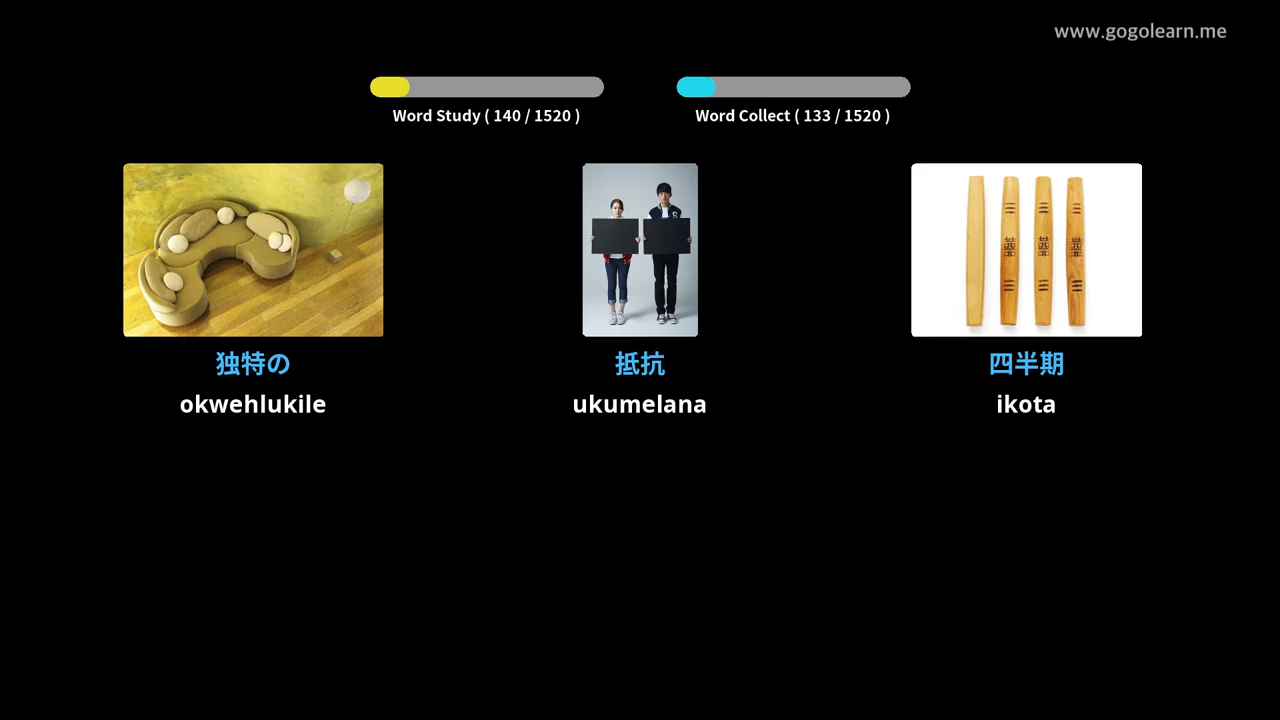 www.gogolearn.me
Word Study ( 140 / 1520 )
Word Collect ( 133 / 1520 )
独特の
抵抗
四半期
okwehlukile
ukumelana
ikota